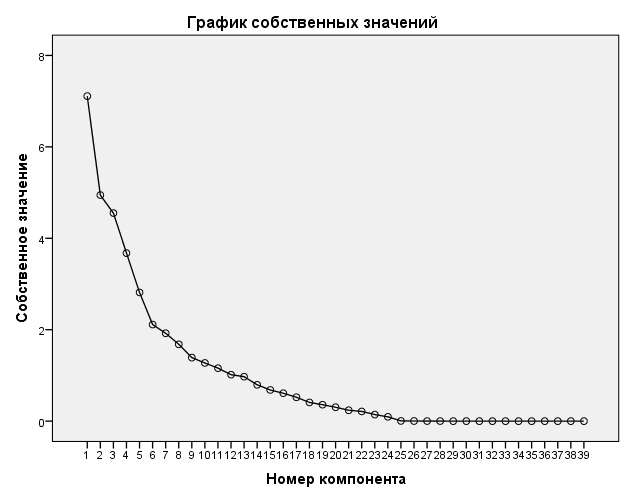 График собственных значений
8
6
4
2
0
Собственное значение
1 2 3 4 5 6 7 8 9 10 11 12 13 14 15 16 17 18 19 20 21 22 23 24 25 26 27 28 29 30 31 32 33 34 35 36 37 38 39
Номер компонента